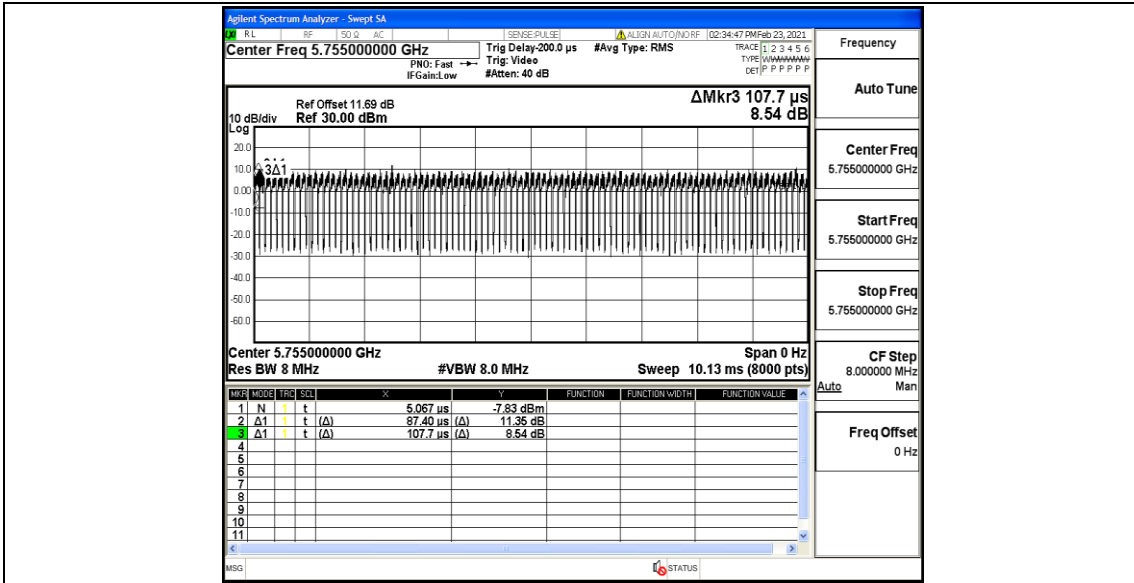 Agilent Spectrum Analyzer - Swept SA
LXI RL RF 50 Ω AC SENSE:PULSE ALIGN AUTO/NO RF 02:34:47 PM Feb 23, 2021
Center Freq 5.755000000 GHz
PNO: Fast
IFGain:Low
Trig Delay-200.0 µs
Trig: Video
#Atten: 40 dB
#Avg Type: RMS
TRACE 1 2 3 4 5 6
TYPE
DET P P P P P P
ΔMkr3 107.7 µs
8.54 dB
Ref Offset 11.69 dB
10 dB/div Ref 30.00 dBm
Log
20.0
10.0
0.00
-10.0
-20.0
-30.0
-40.0
-50.0
-60.0
3Δ1
Center 5.755000000 GHz Span 0 Hz
Res BW 8 MHz #VBW 8.0 MHz Sweep 10.13 ms (8000 pts)
MKR MODE TRC SCL X Y FUNCTION FUNCTION WIDTH FUNCTION VALUE
1 N 1 t 5.067 µs -7.83 dBm
2 Δ1 1 t (Δ) 87.40 µs (Δ) 11.35 dB
3 Δ1 1 t (Δ) 107.7 µs (Δ) 8.54 dB
4
5
6
7
8
9
10
11
MSG STATUS
Frequency
Auto Tune
Center Freq
5.755000000 GHz
Start Freq
5.755000000 GHz
Stop Freq
5.755000000 GHz
CF Step
8.000000 MHz
Auto Man
Freq Offset
0 Hz